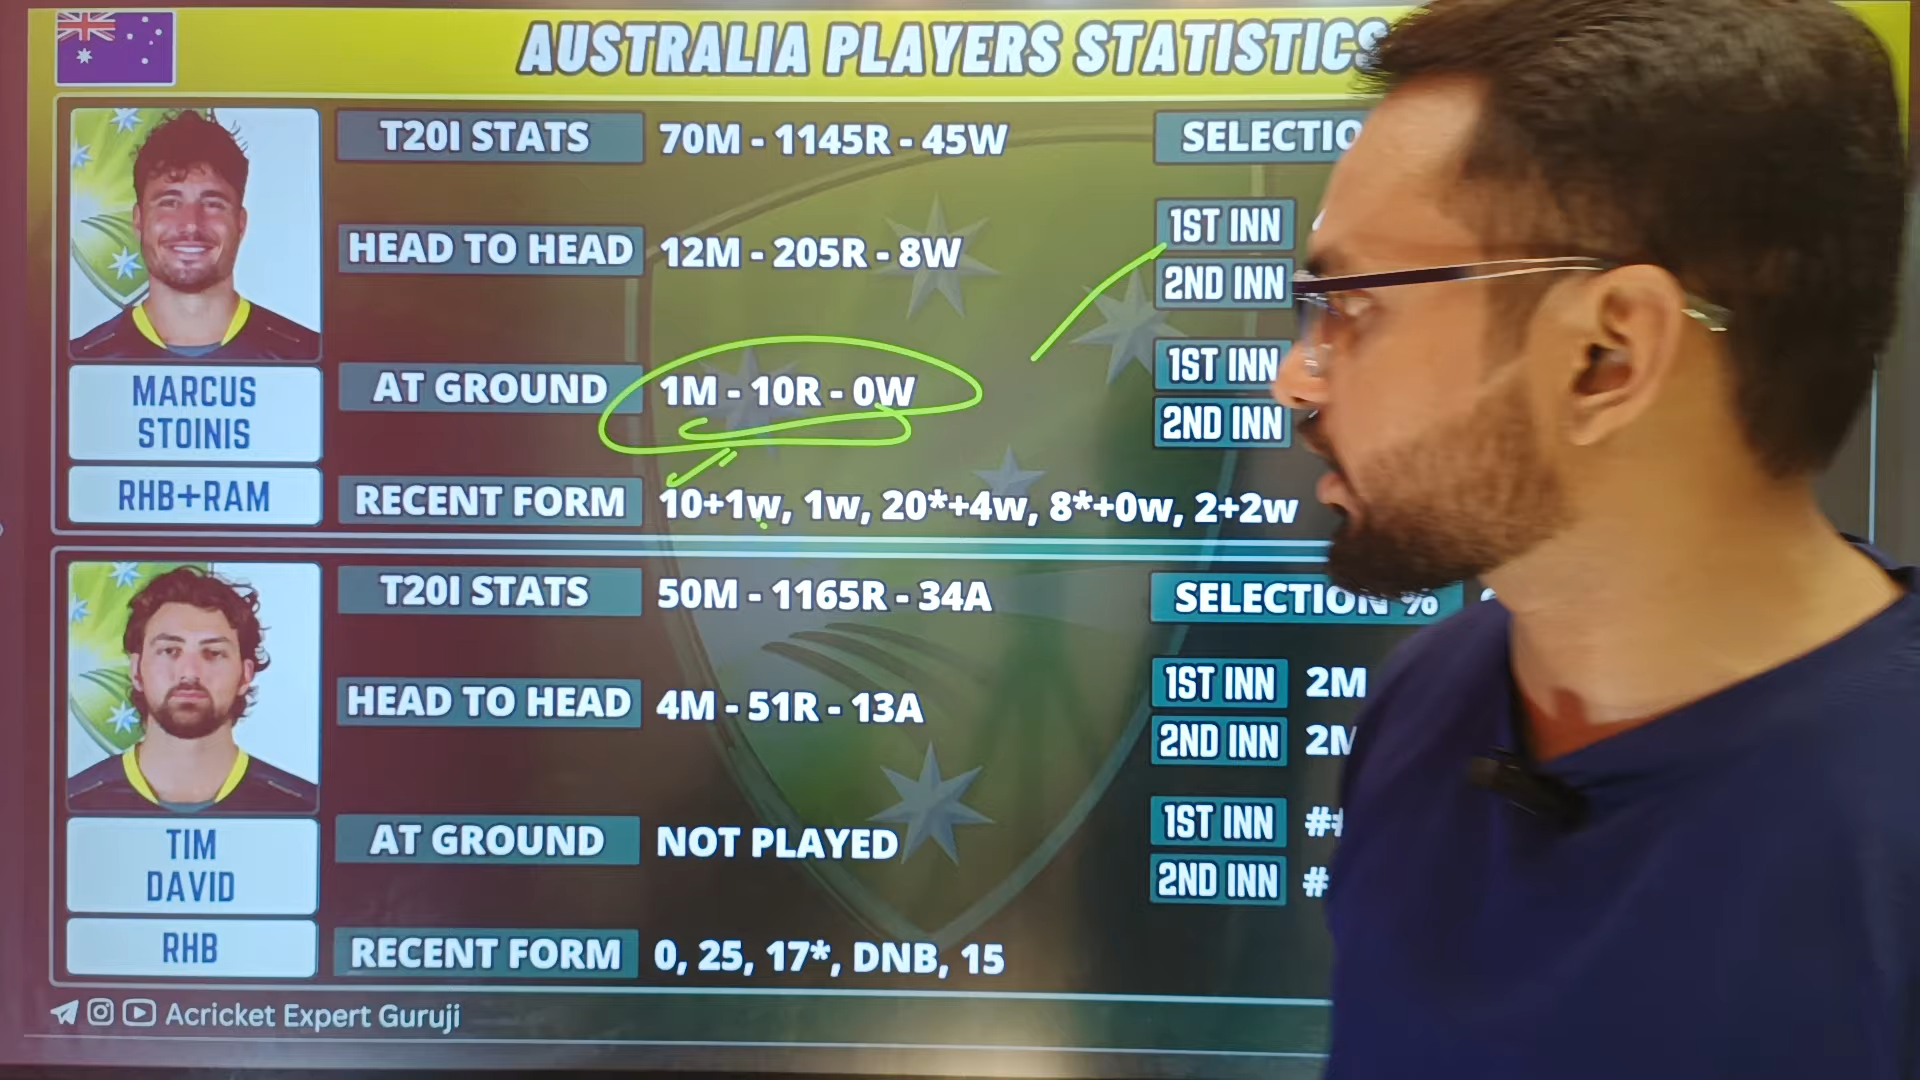 AUSTRALIA PLAYERS STATISTICS
T20I STATS 70M - 1145R - 45W
HEAD TO HEAD 12M - 205R - 8W
AT GROUND 1M - 10R - 0W
MARCUS
STOINIS
RHB+RAM
RECENT FORM 10+1w, 1w, 20*+4w, 8*+0w, 2+2w
1ST INN
2ND INN
1ST INN
2ND INN
T20I STATS 50M - 1165R - 34A
SELECTION %
HEAD TO HEAD 4M - 51R - 13A
1ST INN 2M
2ND INN
AT GROUND NOT PLAYED
1ST INN
2ND INN
TIM
DAVID
RHB
RECENT FORM 0, 25, 17*, DNB, 15
Acricket Expert Guruji